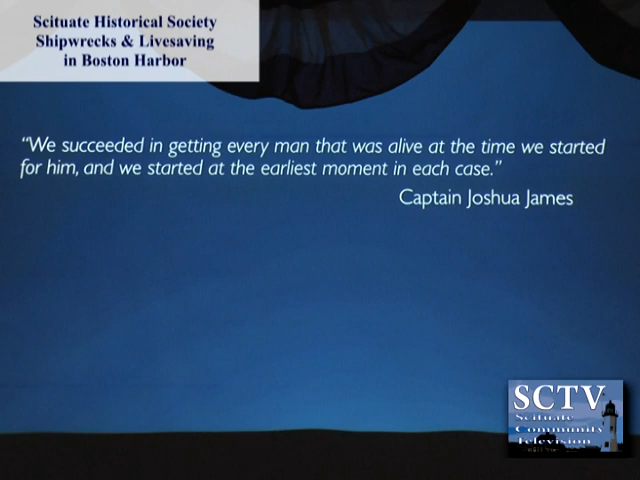 Scituate Historical Society
Shipwrecks & Livesaving
in Boston Harbor
“We succeeded in getting every man that was alive at the time we started
for him, and we started at the earliest moment in each case.”
Captain Joshua James
SCTV
Scituate
Community
Television